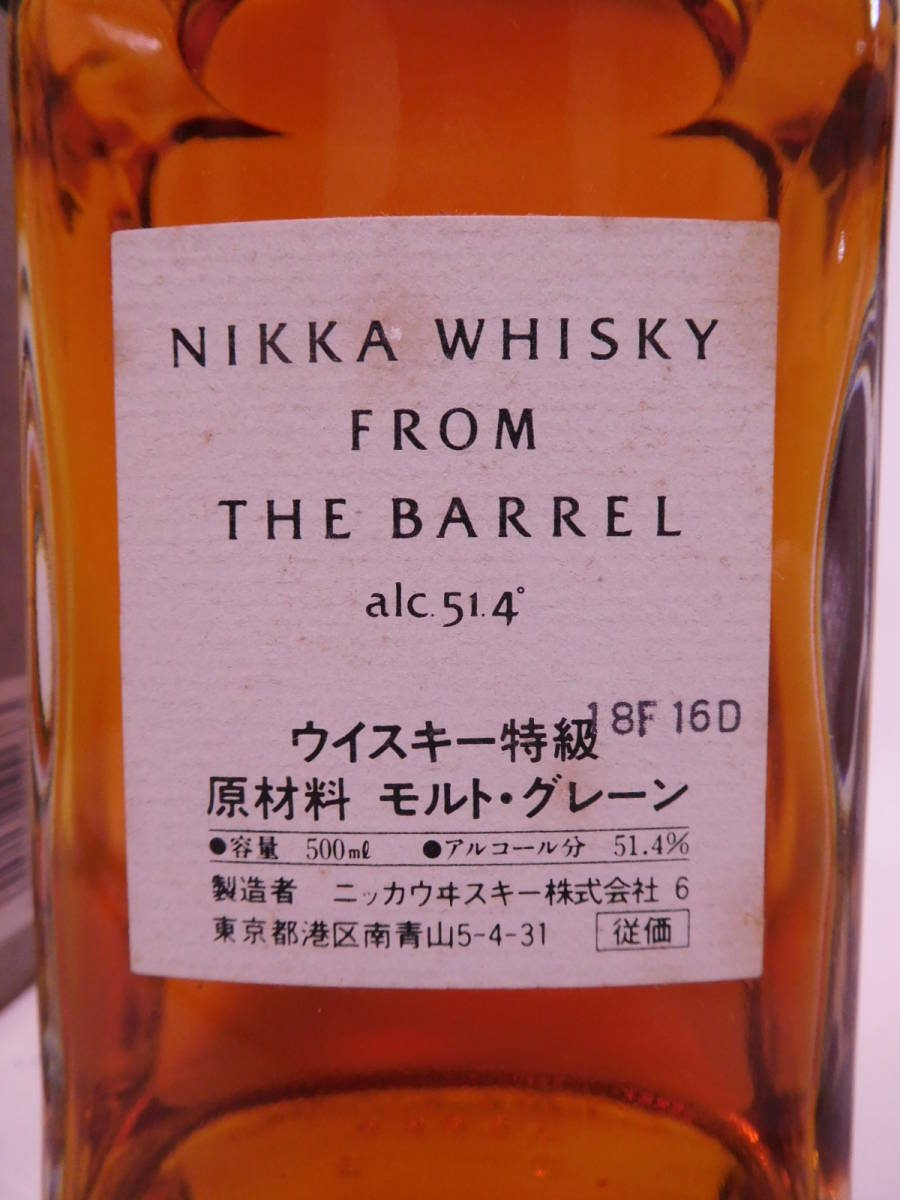 NIKKA WHISKY
FROM
THE BARREL
alc. 51.4°
18F16D
ウイスキー特級
原材料 モルト・グレーン
●容量 500㎖ ●アルコール分 51.4%
製造者 ニッカウヰスキー株式会社 6
東京都港区南青山5-4-31 従価